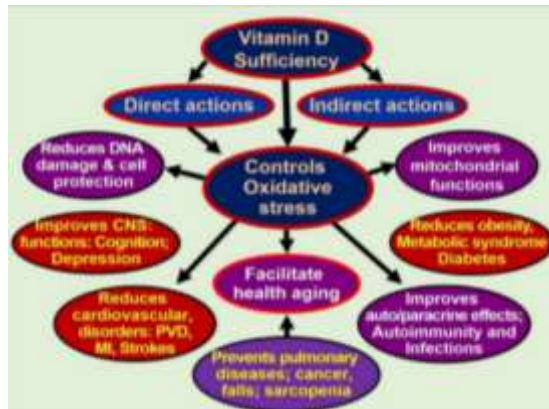 Vitamin D
Sufficiency
Direct actions
Indirect actions
Reduces DNA
damage & cell
protection
Controls
Oxidative
stress
Improves
mitochondrial
functions
Improves CNS:
functions: Cognition;
Depression
Reduces obesity,
Metabolic syndrome
Diabetes
Facilitate
health aging
Reduces
cardiovascular,
disorders: PVD,
MI, Strokes
Improves
auto/paracrine effects;
Autoimmunity and
Infections
Prevents pulmonary
diseases; cancer,
falls; sarcopenia